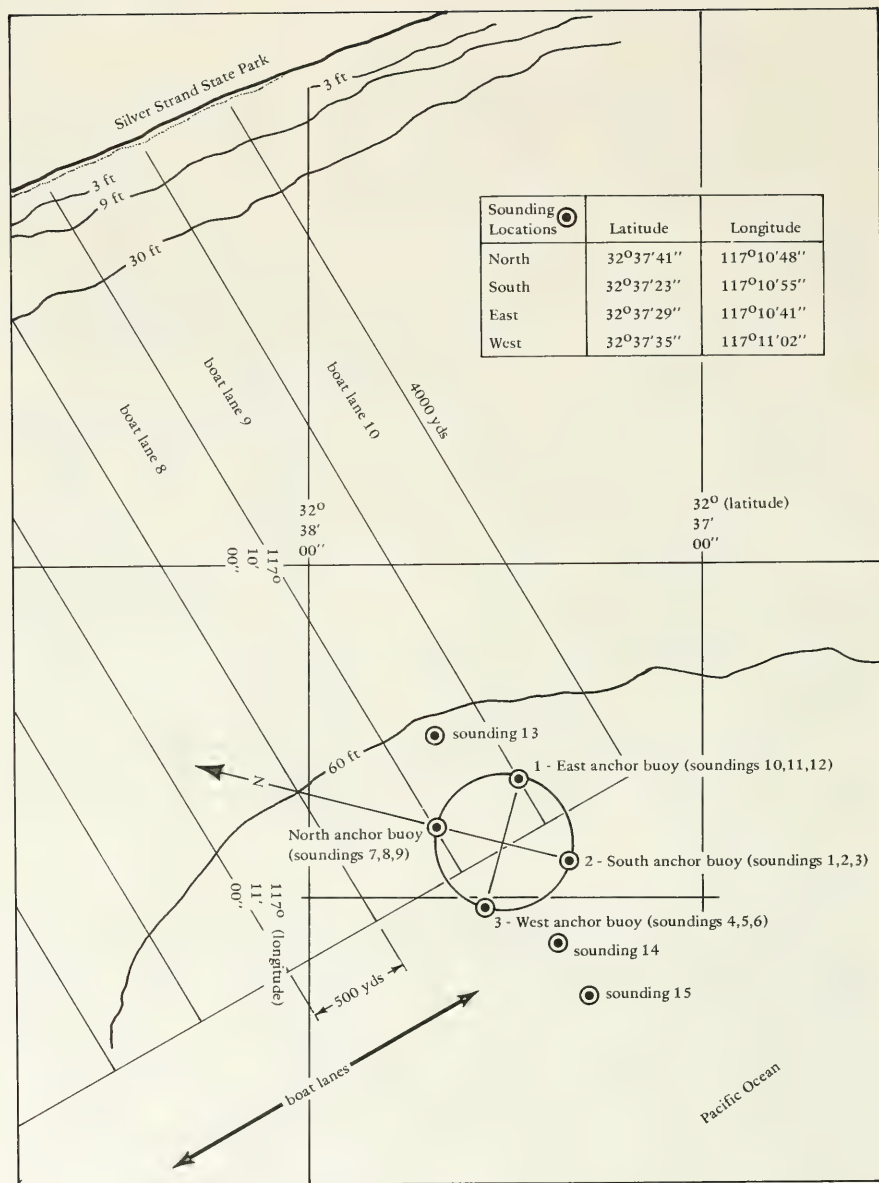 Silver Strand State Park
3 ft
3 ft
9 ft
30 ft
Sounding
Locations
Latitude
Longitude
North
32°37'41"
117°10'48"
South
32°37'23"
117°10'55"
East
32°37'29"
117°10'41"
West
32°37'35"
117°11'02"
boat lane 8
boat lane 9
boat lane 10
4000 yds
32°
38'
00"
32° (latitude)
37'
00"
117°
10'
00"
60 ft
sounding 13
N
1 - East anchor buoy (soundings 10,11,12)
North anchor buoy
(soundings 7,8,9)
2 - South anchor buoy (soundings 1,2,3)
117° (longitude)
11'
00"
3 - West anchor buoy (soundings 4,5,6)
sounding 14
500 yds
sounding 15
boat lanes
Pacific Ocean